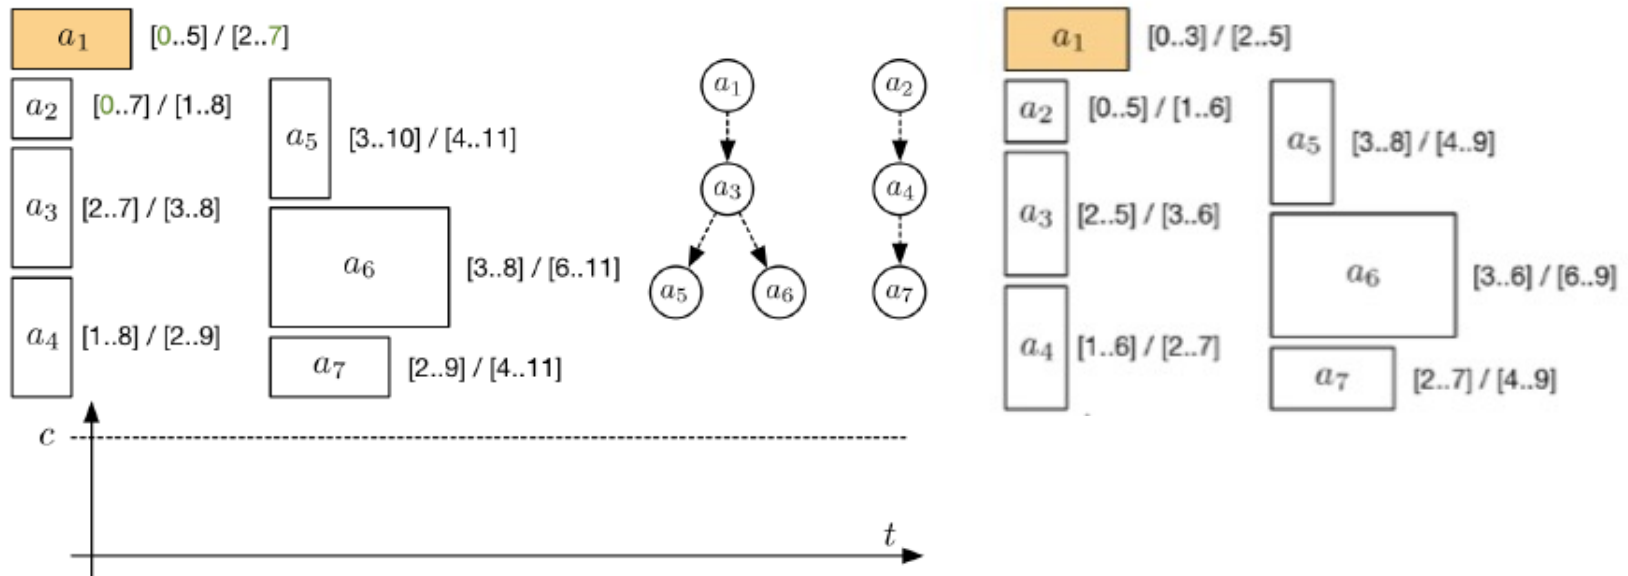 a1 [0..5] / [2..7]
a2 [0..7] / [1..8]
a3 [2..7] / [3..8]
a4 [1..8] / [2..9]
a5 [3..10] / [4..11]
a6 [3..8] / [6..11]
a7 [2..9] / [4..11]
a1
a3
a5
a6
a2
a4
a7
c
t
a1 [0..3] / [2..5]
a2 [0..5] / [1..6]
a3 [2..5] / [3..6]
a4 [1..6] / [2..7]
a5 [3..8] / [4..9]
a6 [3..6] / [6..9]
a7 [2..7] / [4..9]